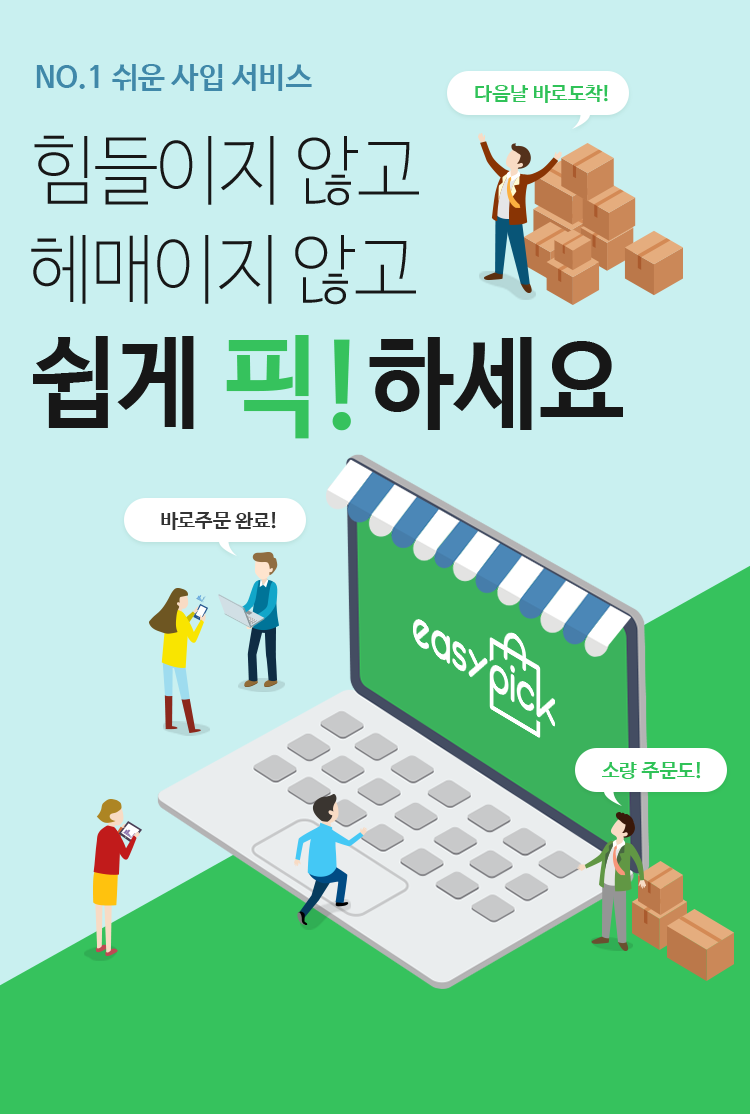 NO.1 쉬운 사입 서비스
다음날 바로도착!
힘들이지 않고
헤매이지 않고
쉽게 픽! 하세요
바로주문 완료!
easy
pick
소량 주문도!